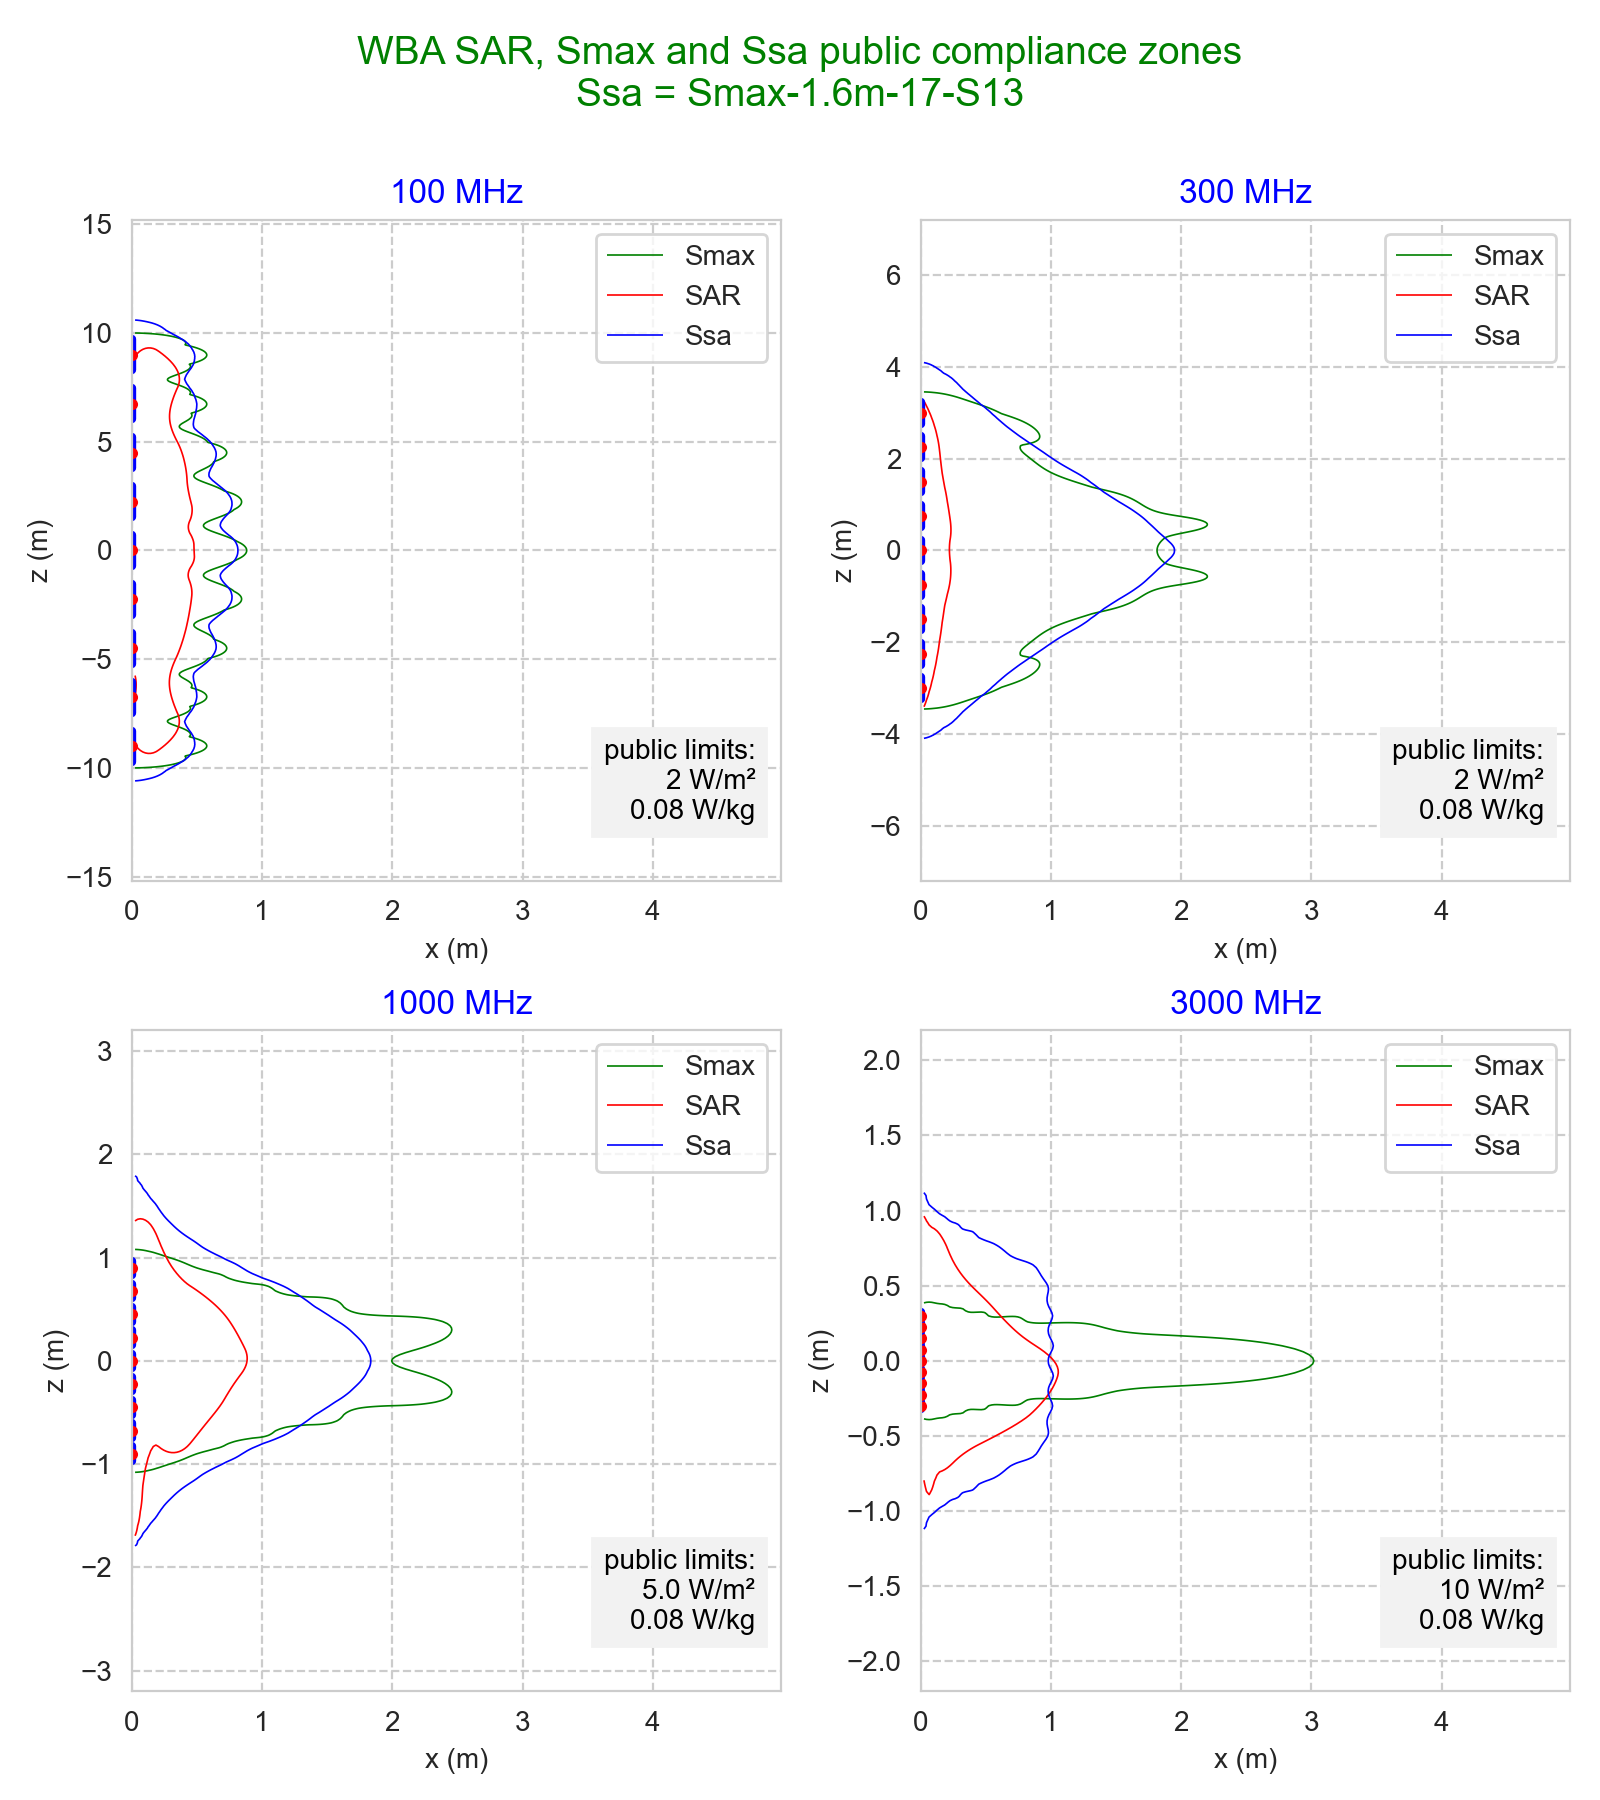 WBA SAR, Smax and Ssa public compliance zones
Ssa = Smax-1.6m-17-S13
100 MHz
15
10
5
0
−5
−10
−15
z (m)
0 1 2 3 4
x (m)
Smax
SAR
Ssa
public limits:
2 W/m²
0.08 W/kg
300 MHz
6
4
2
0
−2
−4
−6
z (m)
0 1 2 3 4
x (m)
Smax
SAR
Ssa
public limits:
2 W/m²
0.08 W/kg
1000 MHz
3
2
1
0
−1
−2
−3
z (m)
0 1 2 3 4
x (m)
Smax
SAR
Ssa
public limits:
5.0 W/m²
0.08 W/kg
3000 MHz
2.0
1.5
1.0
0.5
0.0
−0.5
−1.0
−1.5
−2.0
z (m)
0 1 2 3 4
x (m)
Smax
SAR
Ssa
public limits:
10 W/m²
0.08 W/kg